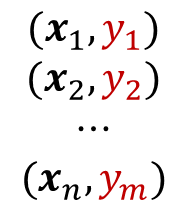 (𝒙₁, y₁)
(𝒙₂, y₂)
...
(𝒙ₙ, yₘ)